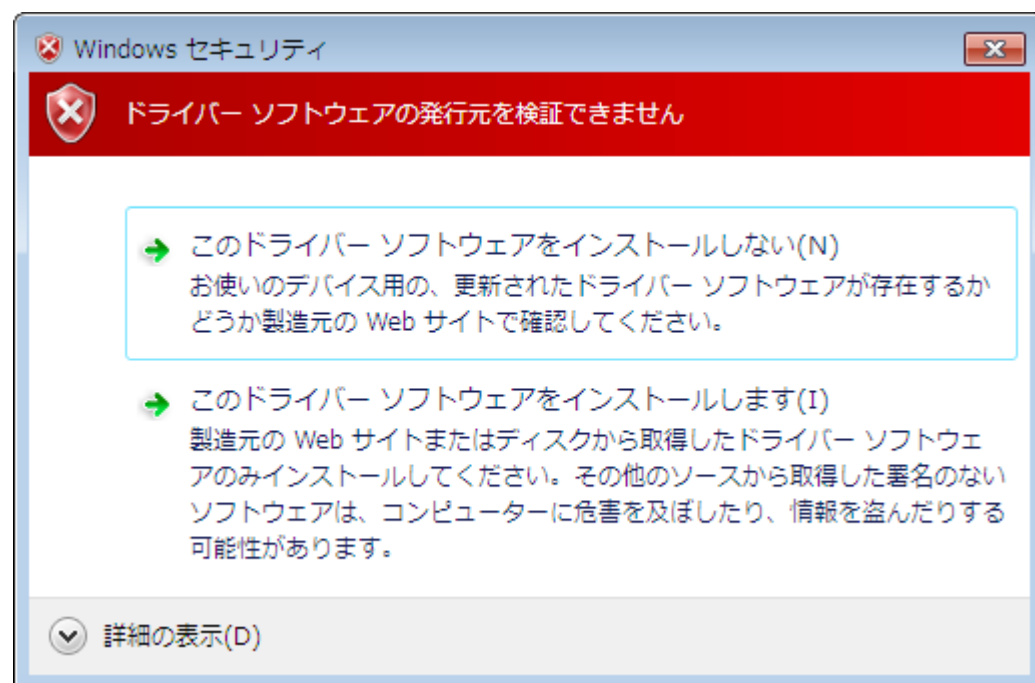 Windows セキュリティ
ドライバー ソフトウェアの発行元を検証できません
このドライバー ソフトウェアをインストールしない(N)
お使いのデバイス用の、更新されたドライバー ソフトウェアが存在するか
どうか製造元の Web サイトで確認してください。
このドライバー ソフトウェアをインストールします(I)
製造元の Web サイトまたはディスクから取得したドライバー ソフトウェ
アのみインストールしてください。その他のソースから取得した署名のない
ソフトウェアは、コンピューターに危害を及ぼしたり、情報を盗んだりする
可能性があります。
詳細の表示(D)